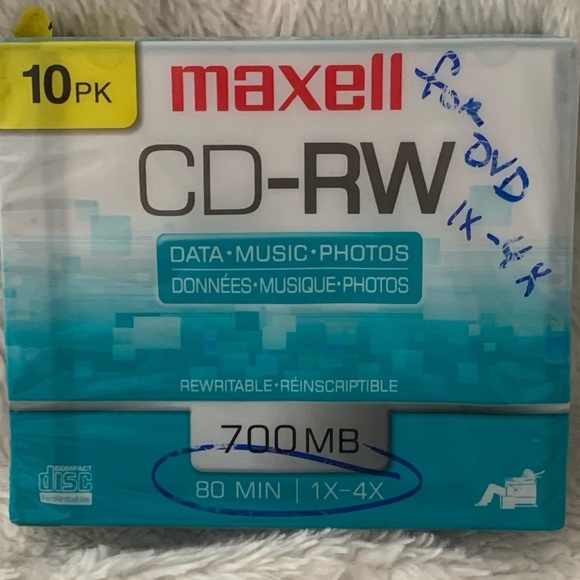 10PK
maxell
for DVD 1X-4X
CD-RW
DATA·MUSIC·PHOTOS
DONNÉES·MUSIQUE·PHOTOS
REWRITABLE·RÉINSCRIPTIBLE
700MB
80 MIN | 1X-4X
COMPACT
disc
ReWritable